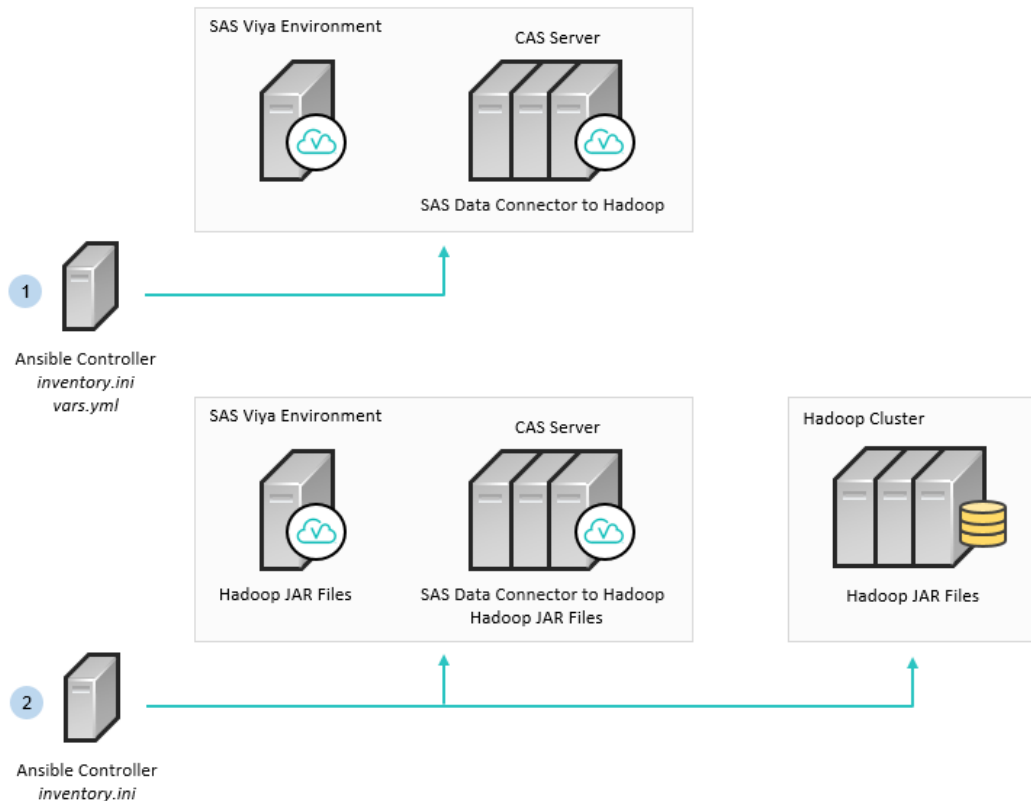 SAS Viya Environment
CAS Server
SAS Data Connector to Hadoop
1
Ansible Controller
inventory.ini
vars.yml
SAS Viya Environment
CAS Server
Hadoop Cluster
Hadoop JAR Files
SAS Data Connector to Hadoop
Hadoop JAR Files
Hadoop JAR Files
2
Ansible Controller
inventory.ini